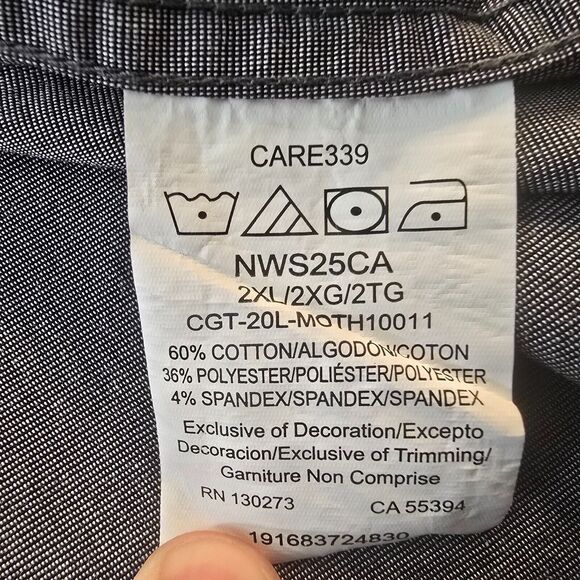 CARE339
NWS25CA
2XL/2XG/2TG
CGT-20L-MOTH10011
60% COTTON/ALGODÓN/COTON
36% POLYESTER/POLIÉSTER/POLYESTER
4% SPANDEX/SPANDEX/SPANDEX
Exclusive of Decoration/Excepto
Decoracion/Exclusive of Trimming/
Garniture Non Comprise
RN 130273 CA 55394
191683724830